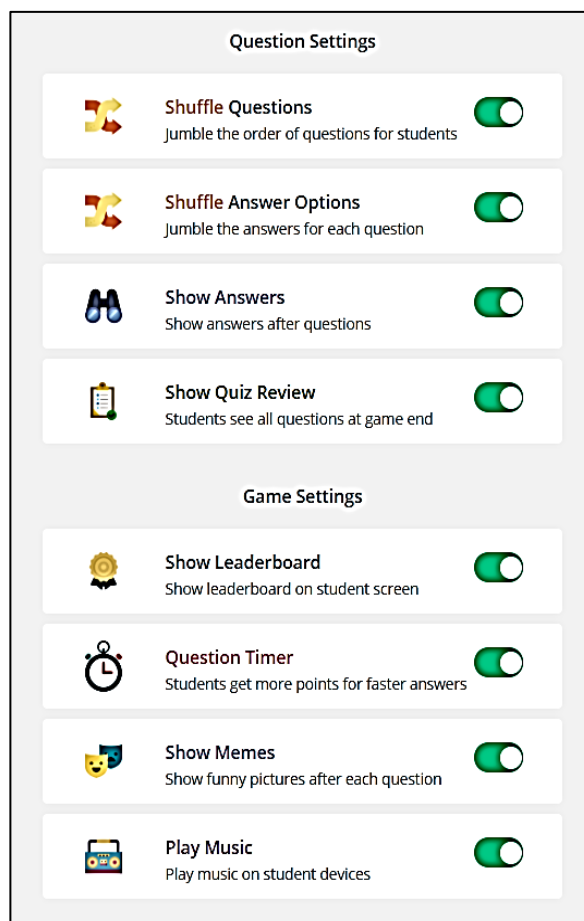 Question Settings
Shuffle Questions
Jumble the order of questions for students
Shuffle Answer Options
Jumble the answers for each question
Show Answers
Show answers after questions
Show Quiz Review
Students see all questions at game end
Game Settings
Show Leaderboard
Show leaderboard on student screen
Question Timer
Students get more points for faster answers
Show Memes
Show funny pictures after each question
Play Music
Play music on student devices